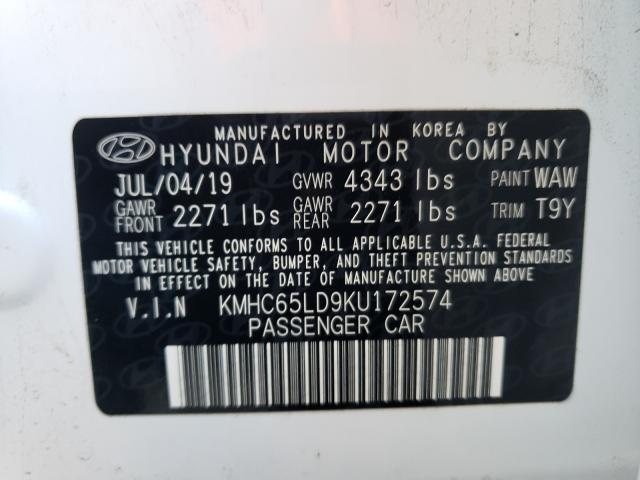 MANUFACTURED IN KOREA BY
HYUNDAI MOTOR COMPANY
JUL/04/19 GVWR 4343 lbs PAINT WAW
GAWR FRONT 2271 lbs GAWR REAR 2271 lbs TRIM T9Y
THIS VEHICLE CONFORMS TO ALL APPLICABLE U.S.A. FEDERAL
MOTOR VEHICLE SAFETY, BUMPER, AND THEFT PREVENTION STANDARDS
IN EFFECT ON THE DATE OF MANUFACTURE SHOWN ABOVE.
V.I.N KMHC65LD9KU172574
PASSENGER CAR